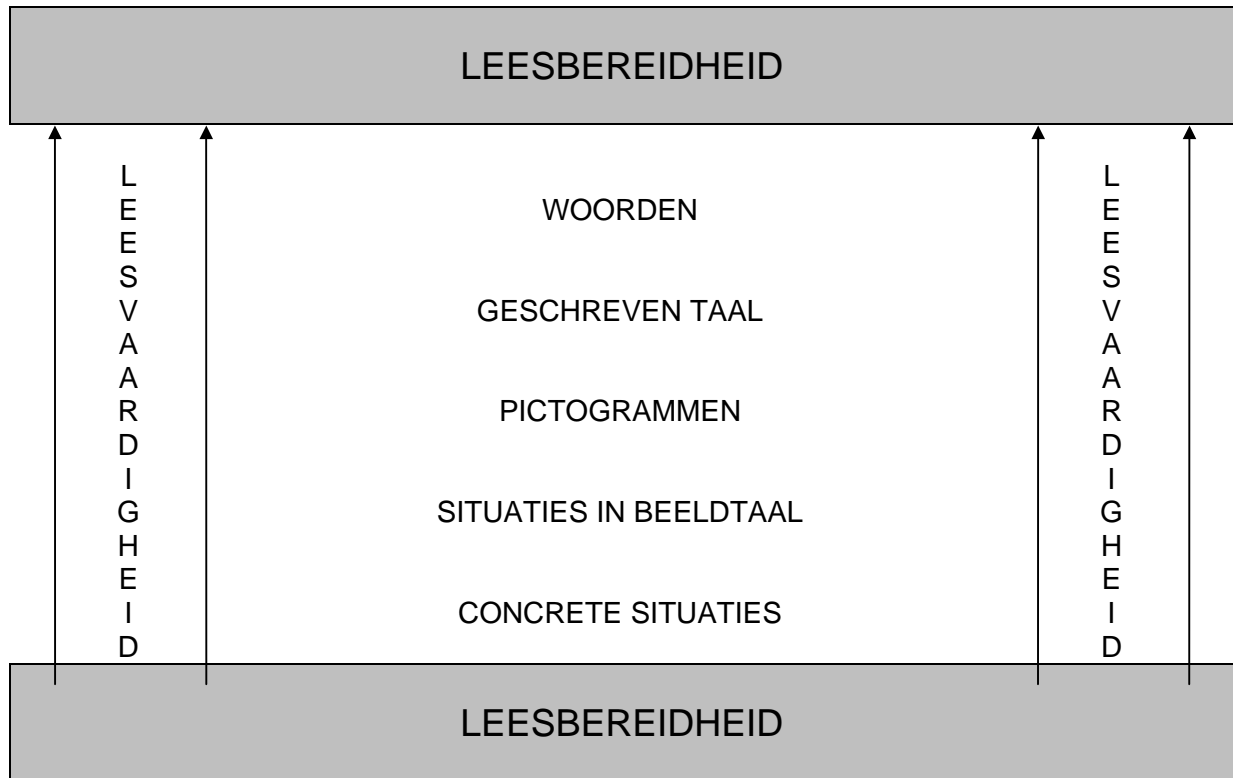 LEESBEREIDHEID
LEESVAARDIGHEID
WOORDEN
GESCHREVEN TAAL
PICTOGRAMMEN
SITUATIES IN BEELDTAAL
CONCRETE SITUATIES
LEESVAARDIGHEID
LEESBEREIDHEID